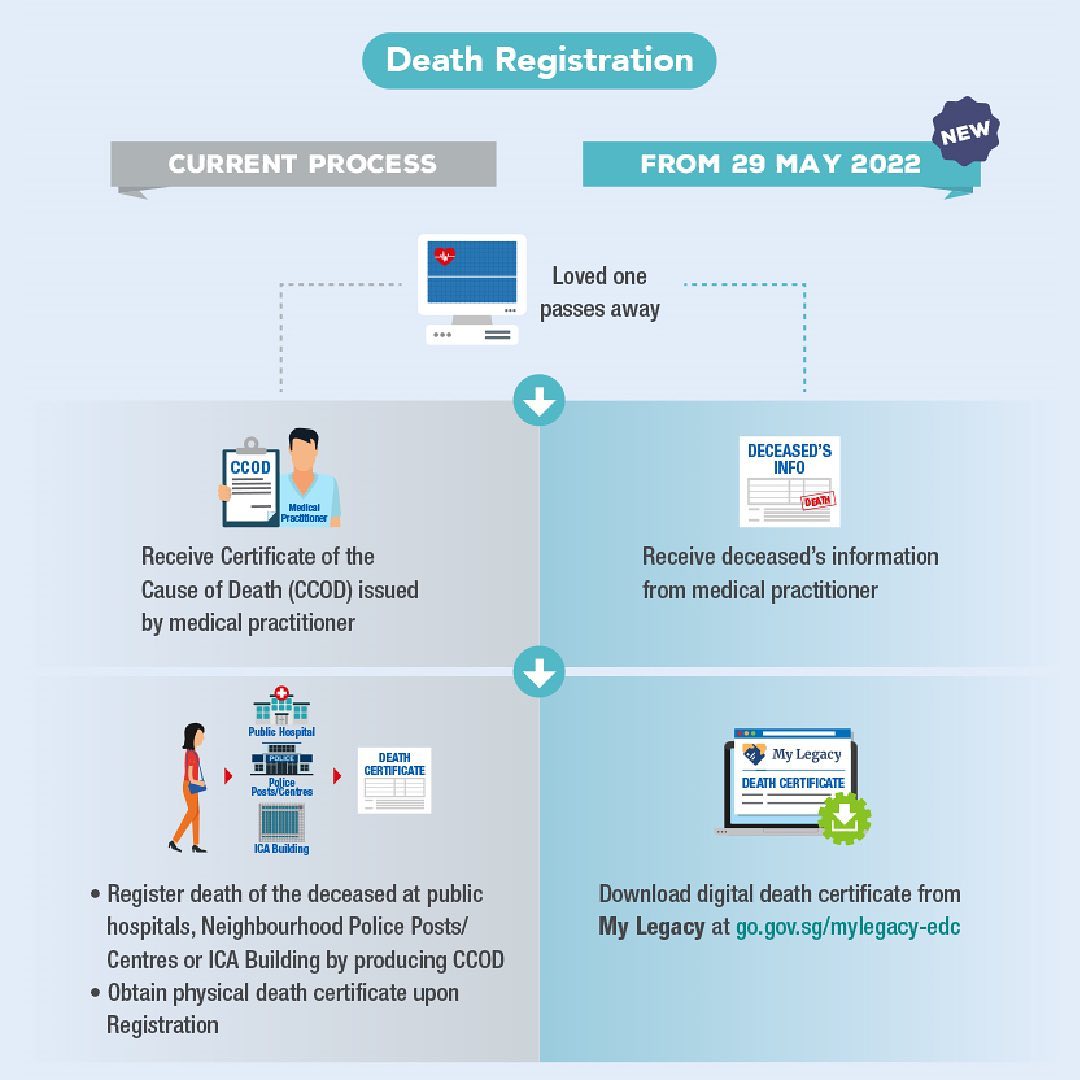 Death Registration
NEW
CURRENT PROCESS
FROM 29 MAY 2022
Loved one
passes away
CCOD
Medical
Practitioner
Receive Certificate of the
Cause of Death (CCOD) issued
by medical practitioner
DECEASED'S
INFO
DEATH
Receive deceased's information
from medical practitioner
Public Hospital
POLICE
Police
Posts/Centres
ICA Building
DEATH
CERTIFICATE
• Register death of the deceased at public
hospitals, Neighbourhood Police Posts/
Centres or ICA Building by producing CCOD
• Obtain physical death certificate upon
Registration
My Legacy
DEATH CERTIFICATE
Download digital death certificate from
My Legacy at go.gov.sg/mylegacy-edc